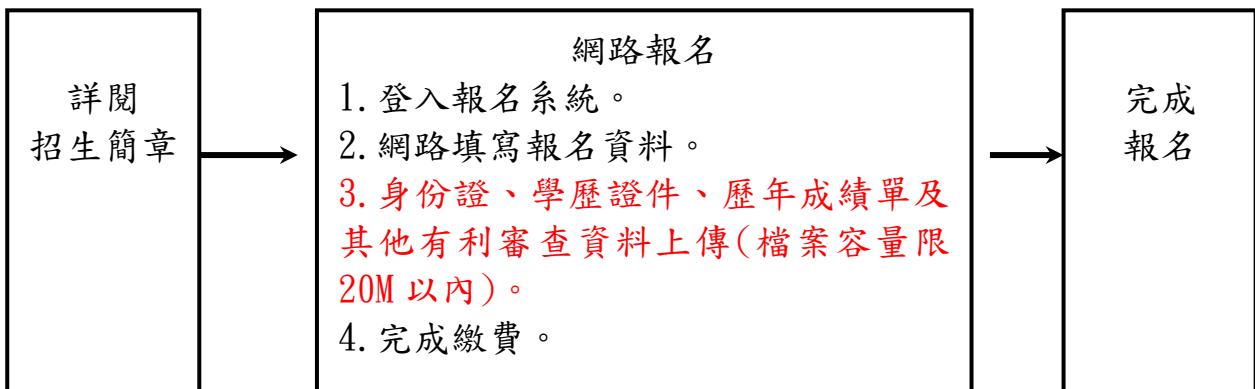 詳閱
招生簡章
網路報名
1.登入報名系統。
2.網路填寫報名資料。
3.身份證、學歷證件、歷年成績單及
其他有利審查資料上傳(檔案容量限
20M 以內)。
4.完成繳費。
完成
報名